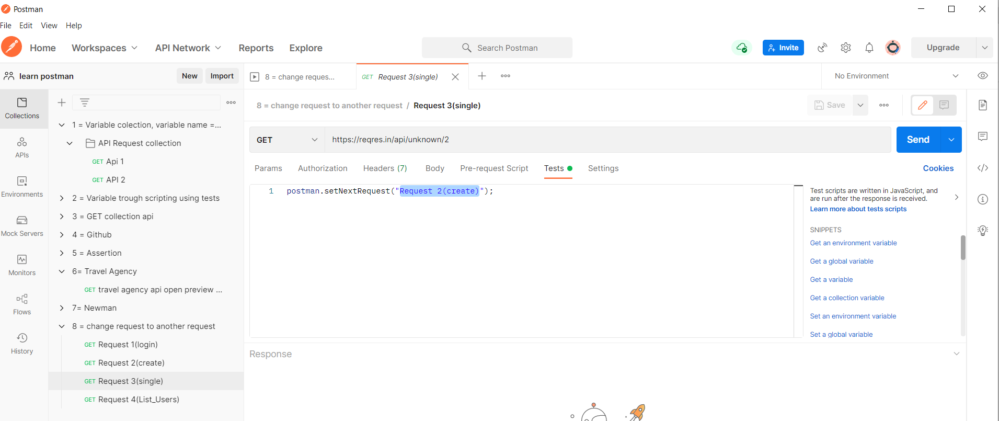 Postman
File Edit View Help
Home Workspaces API Network Reports Explore Search Postman Invite Upgrade
learn postman New Import
8 = change reques... GET Request 3(single) No Environment
Collections
APIs
Environments
Mock Servers
Monitors
Flows
History
1 = Variable colection, variable name =...
API Request collection
GET Api 1
GET API 2
2 = Variable trough scripting using tests
3 = GET collection api
4 = Github
5 = Assertion
6= Travel Agency
GET travel agency api open preview ...
7= Newman
8 = change request to another request
GET Request 1(login)
GET Request 2(create)
GET Request 3(single)
GET Request 4(List_Users)
8 = change request to another request / Request 3(single) Save
GET https://reqres.in/api/unknown/2 Send
Params Authorization Headers (7) Body Pre-request Script Tests Settings Cookies
1 postman.setNextRequest("Request 2(create)");
Test scripts are written in JavaScript, and
are run after the response is received.
Learn more about tests scripts
SNIPPETS
Get an environment variable
Get a global variable
Get a variable
Get a collection variable
Set an environment variable
Set a global variable
Response